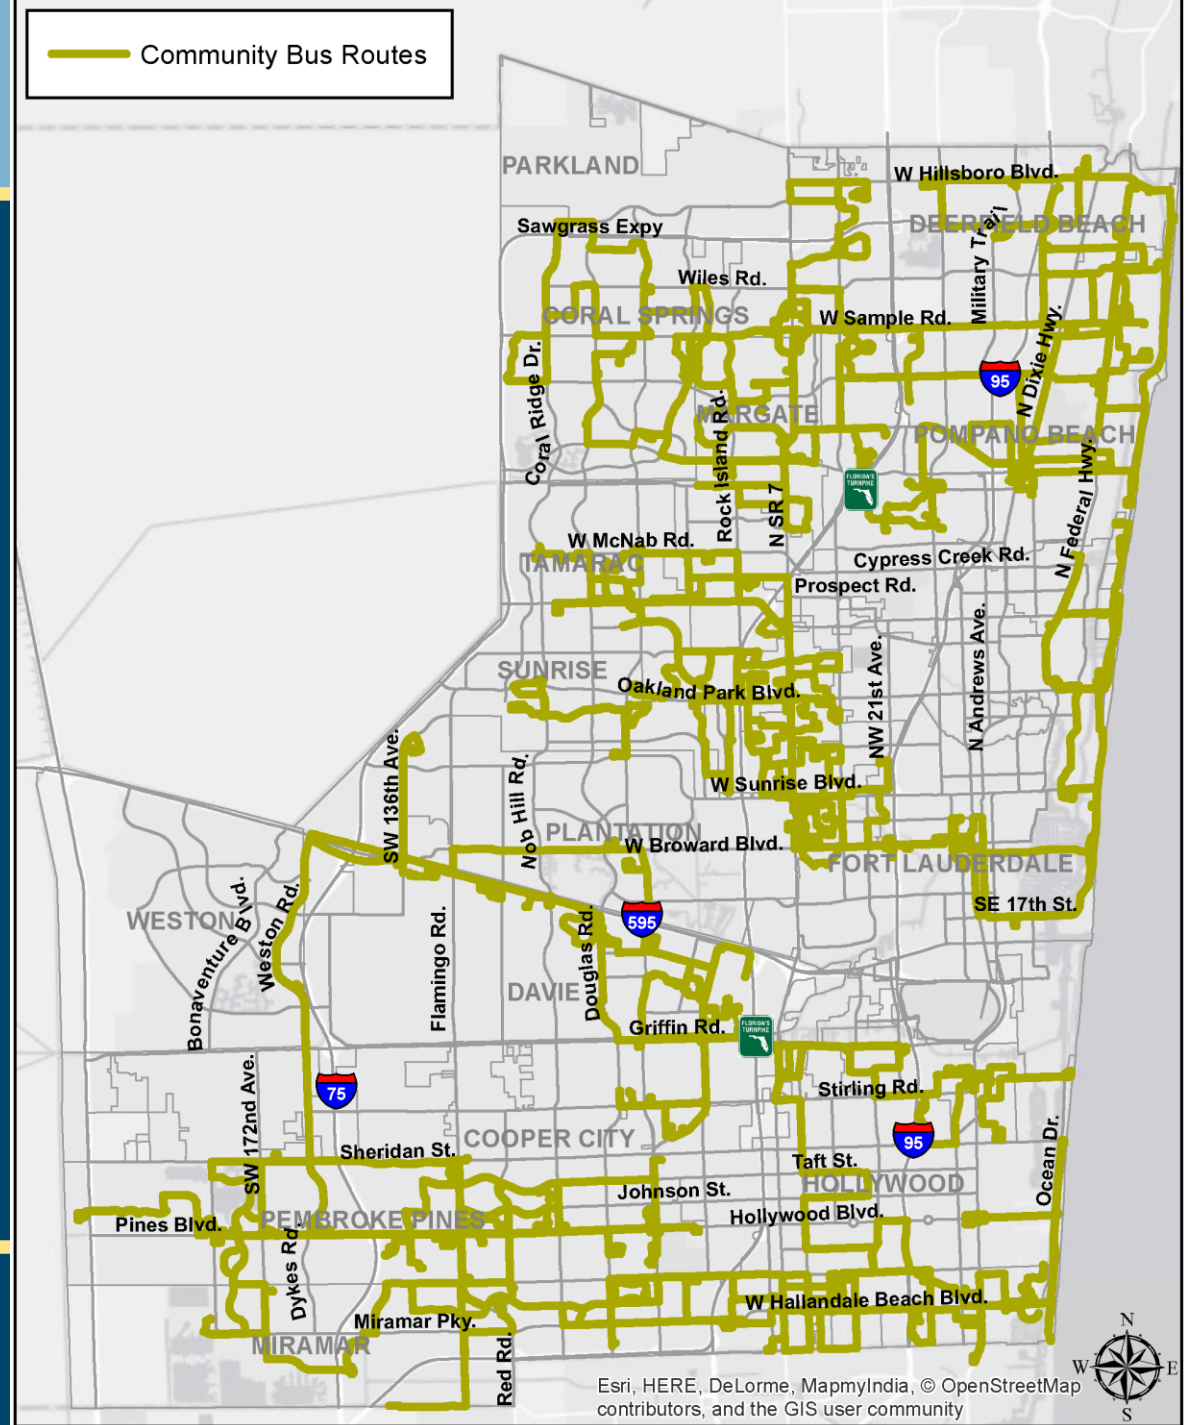 Community Bus Routes
PARKLAND
W Hillsboro Blvd.
DEERFIELD BEACH
Sawgrass Expy
Military Trail
Wiles Rd.
CORAL SPRINGS
W Sample Rd.
Coral Ridge Dr.
95
N Dixie Hwy.
MARGATE
Rock Island Rd.
POMPANO BEACH
FLORIDA'S
TURNPIKE
N SR 7
N Federal Hwy.
W McNab Rd.
TAMARAC
Cypress Creek Rd.
Prospect Rd.
SUNRISE
Oakland Park Blvd.
NW 21st Ave.
N Andrews Ave.
SW 136th Ave.
Nob Hill Rd.
W Sunrise Blvd.
PLANTATION
W Broward Blvd.
FORT LAUDERDALE
WESTON
Bonaventure Blvd.
Weston Rd.
SE 17th St.
595
Flamingo Rd.
Douglas Rd.
DAVIE
Griffin Rd.
FLORIDA'S
TURNPIKE
75
Stirling Rd.
SW 172nd Ave.
95
COOPER CITY
Sheridan St.
Taft St.
Ocean Dr.
HOLLYWOOD
Johnson St.
Hollywood Blvd.
Pines Blvd.
PEMBROKE PINES
Dykes Rd.
W Hallandale Beach Blvd.
Miramar Pky.
MIRAMAR
Red Rd.
N
W E
S
Esri, HERE, DeLorme, MapmyIndia, © OpenStreetMap
contributors, and the GIS user community